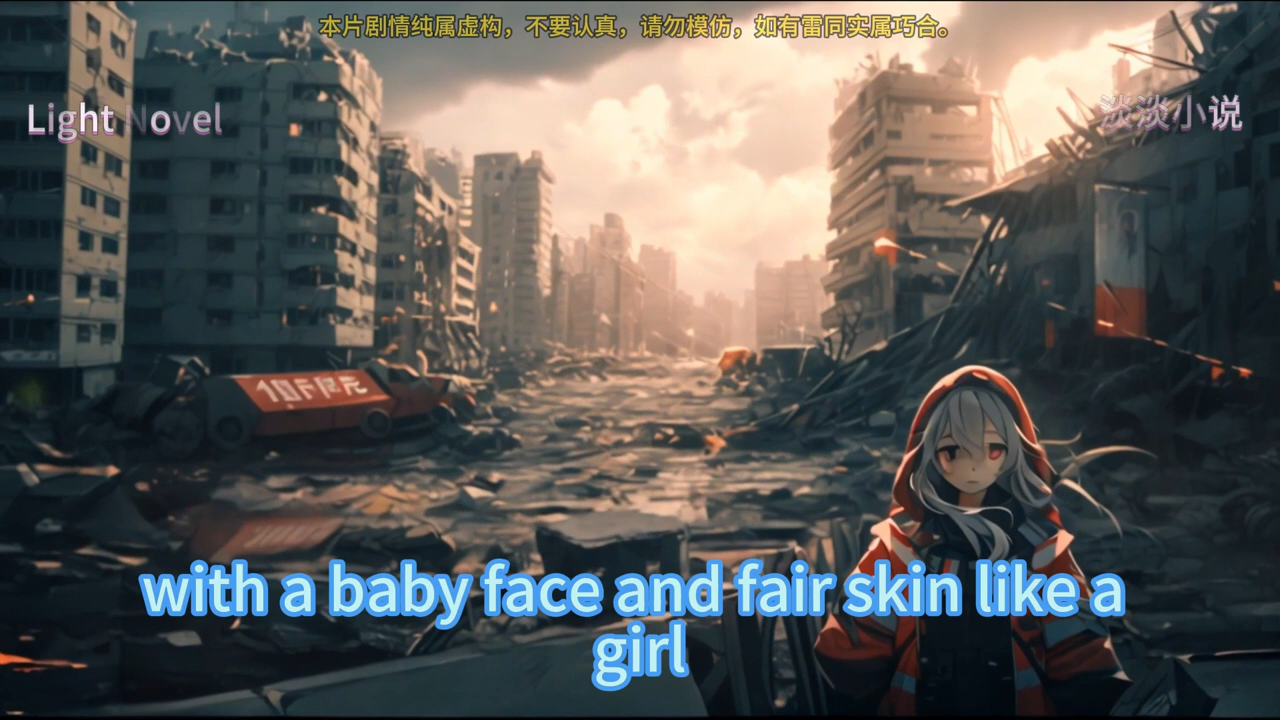 本片剧情纯属虚构，不要认真，请勿模仿，如有雷同实属巧合。
Light Novel
淡淡小说
with a baby face and fair skin like a
girl